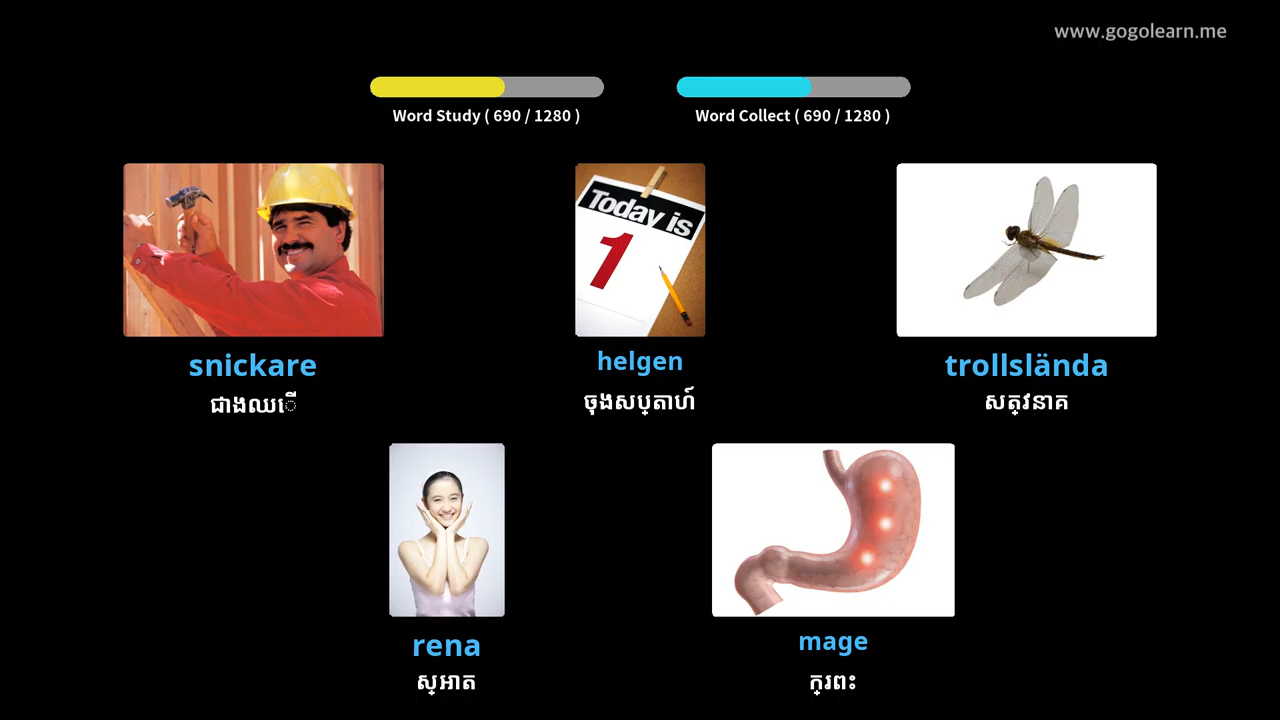 www.gogolearn.me
Word Study ( 690 / 1280 )
Word Collect ( 690 / 1280 )
Today is
1
snickare
helgen
trollslända
ជាងឈើ
ចុងសប្តាហ៍
សត្វនាគ
rena
mage
ស្អាត
ក្រពះ